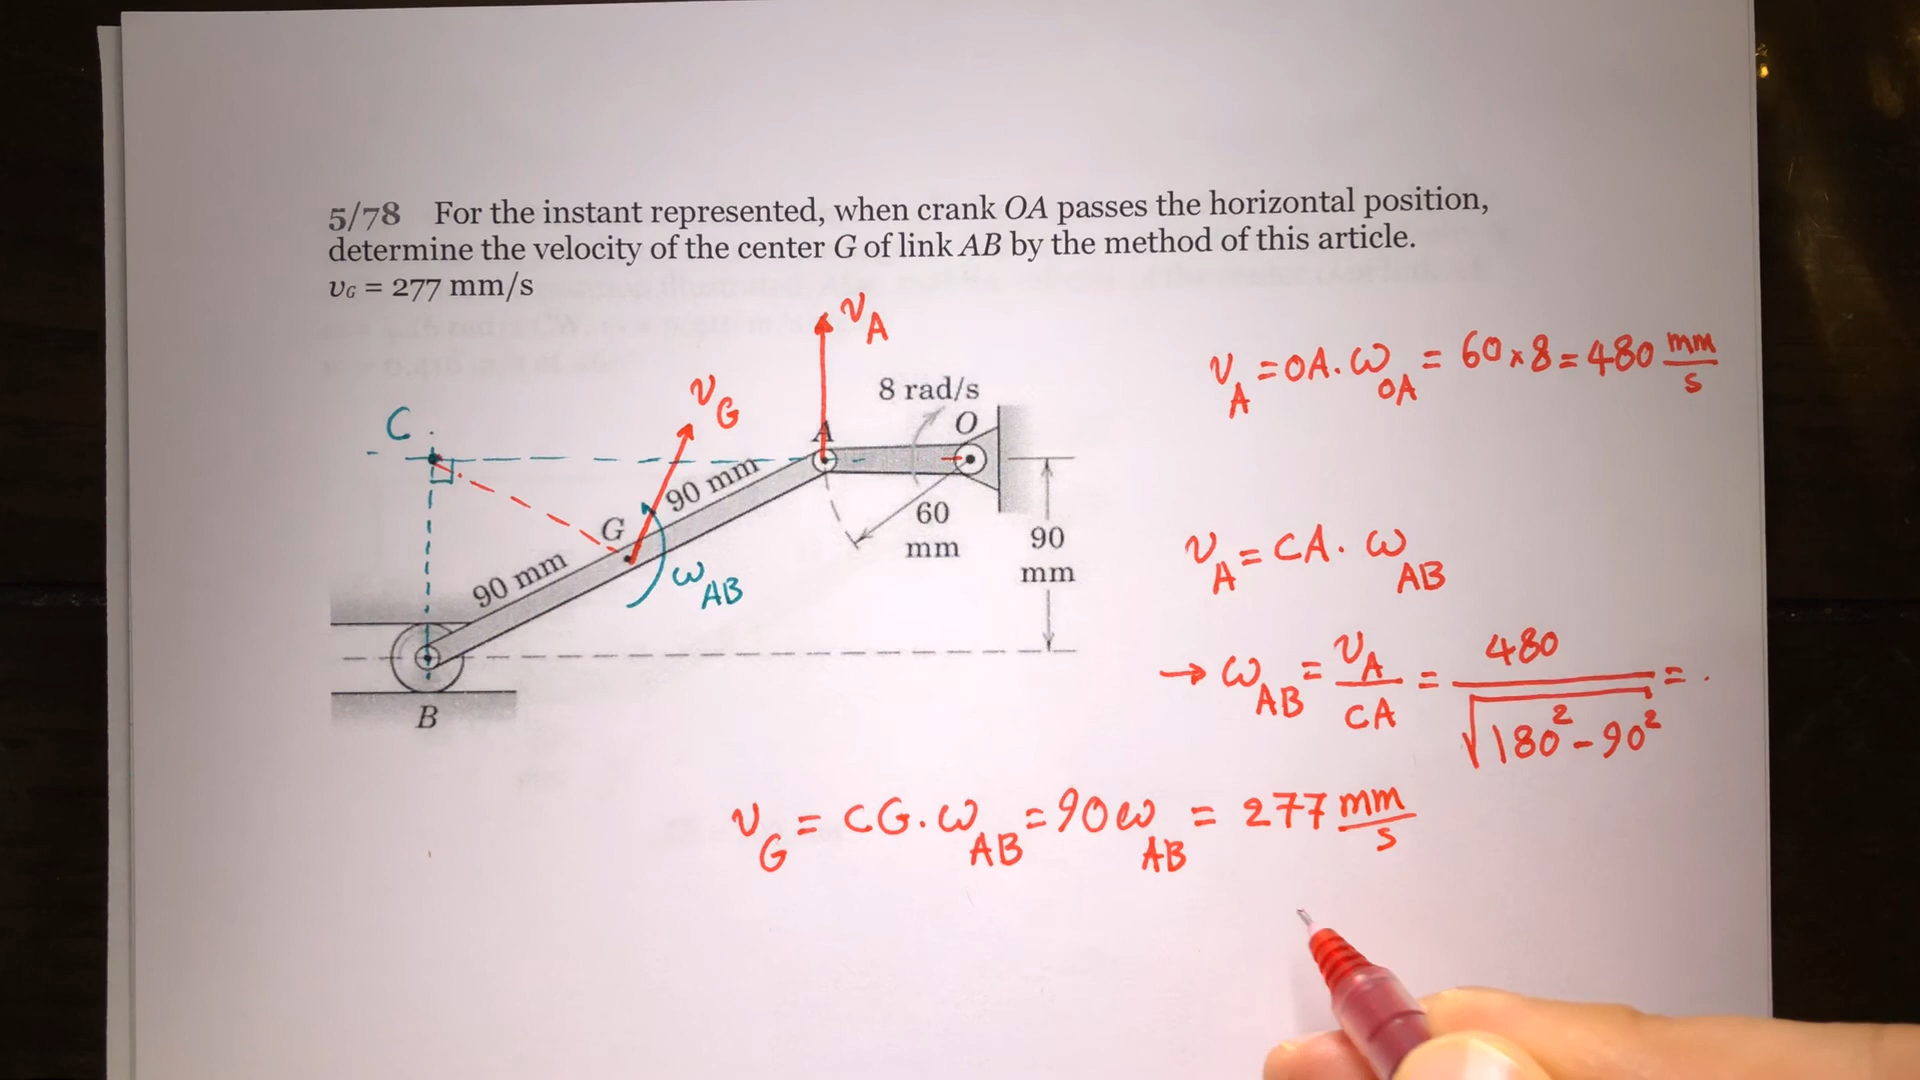 5/78 For the instant represented, when crank OA passes the horizontal position,
determine the velocity of the center G of link AB by the method of this article.
vG = 277 mm/s
vA
vG
8 rad/s
C
A
O
90 mm
G
60
mm
90
mm
90 mm
ωAB
B
vA = OA. ωOA = 60 × 8 = 480 mm/s
vA = CA. ωAB
→ ωAB = vA/CA = 480/√180² - 90² = .
vG = CG. ωAB = 90ωAB = 277 mm/s